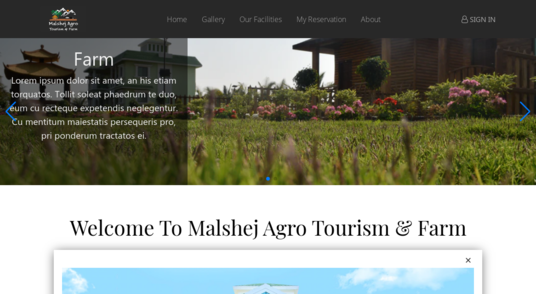 Malshej Agro
Tourism & Farm
Home Gallery Our Facilities My Reservation About SIGN IN
Farm
Lorem ipsum dolor sit amet, an his etiam
torquatos. Tollit soleat phaedrum te duo,
eum cu recteque expetendis neglegentur.
Cu mentitum maiestatis persequeris pro,
pri ponderum tractatos ei.
Welcome To Malshej Agro Tourism & Farm
×